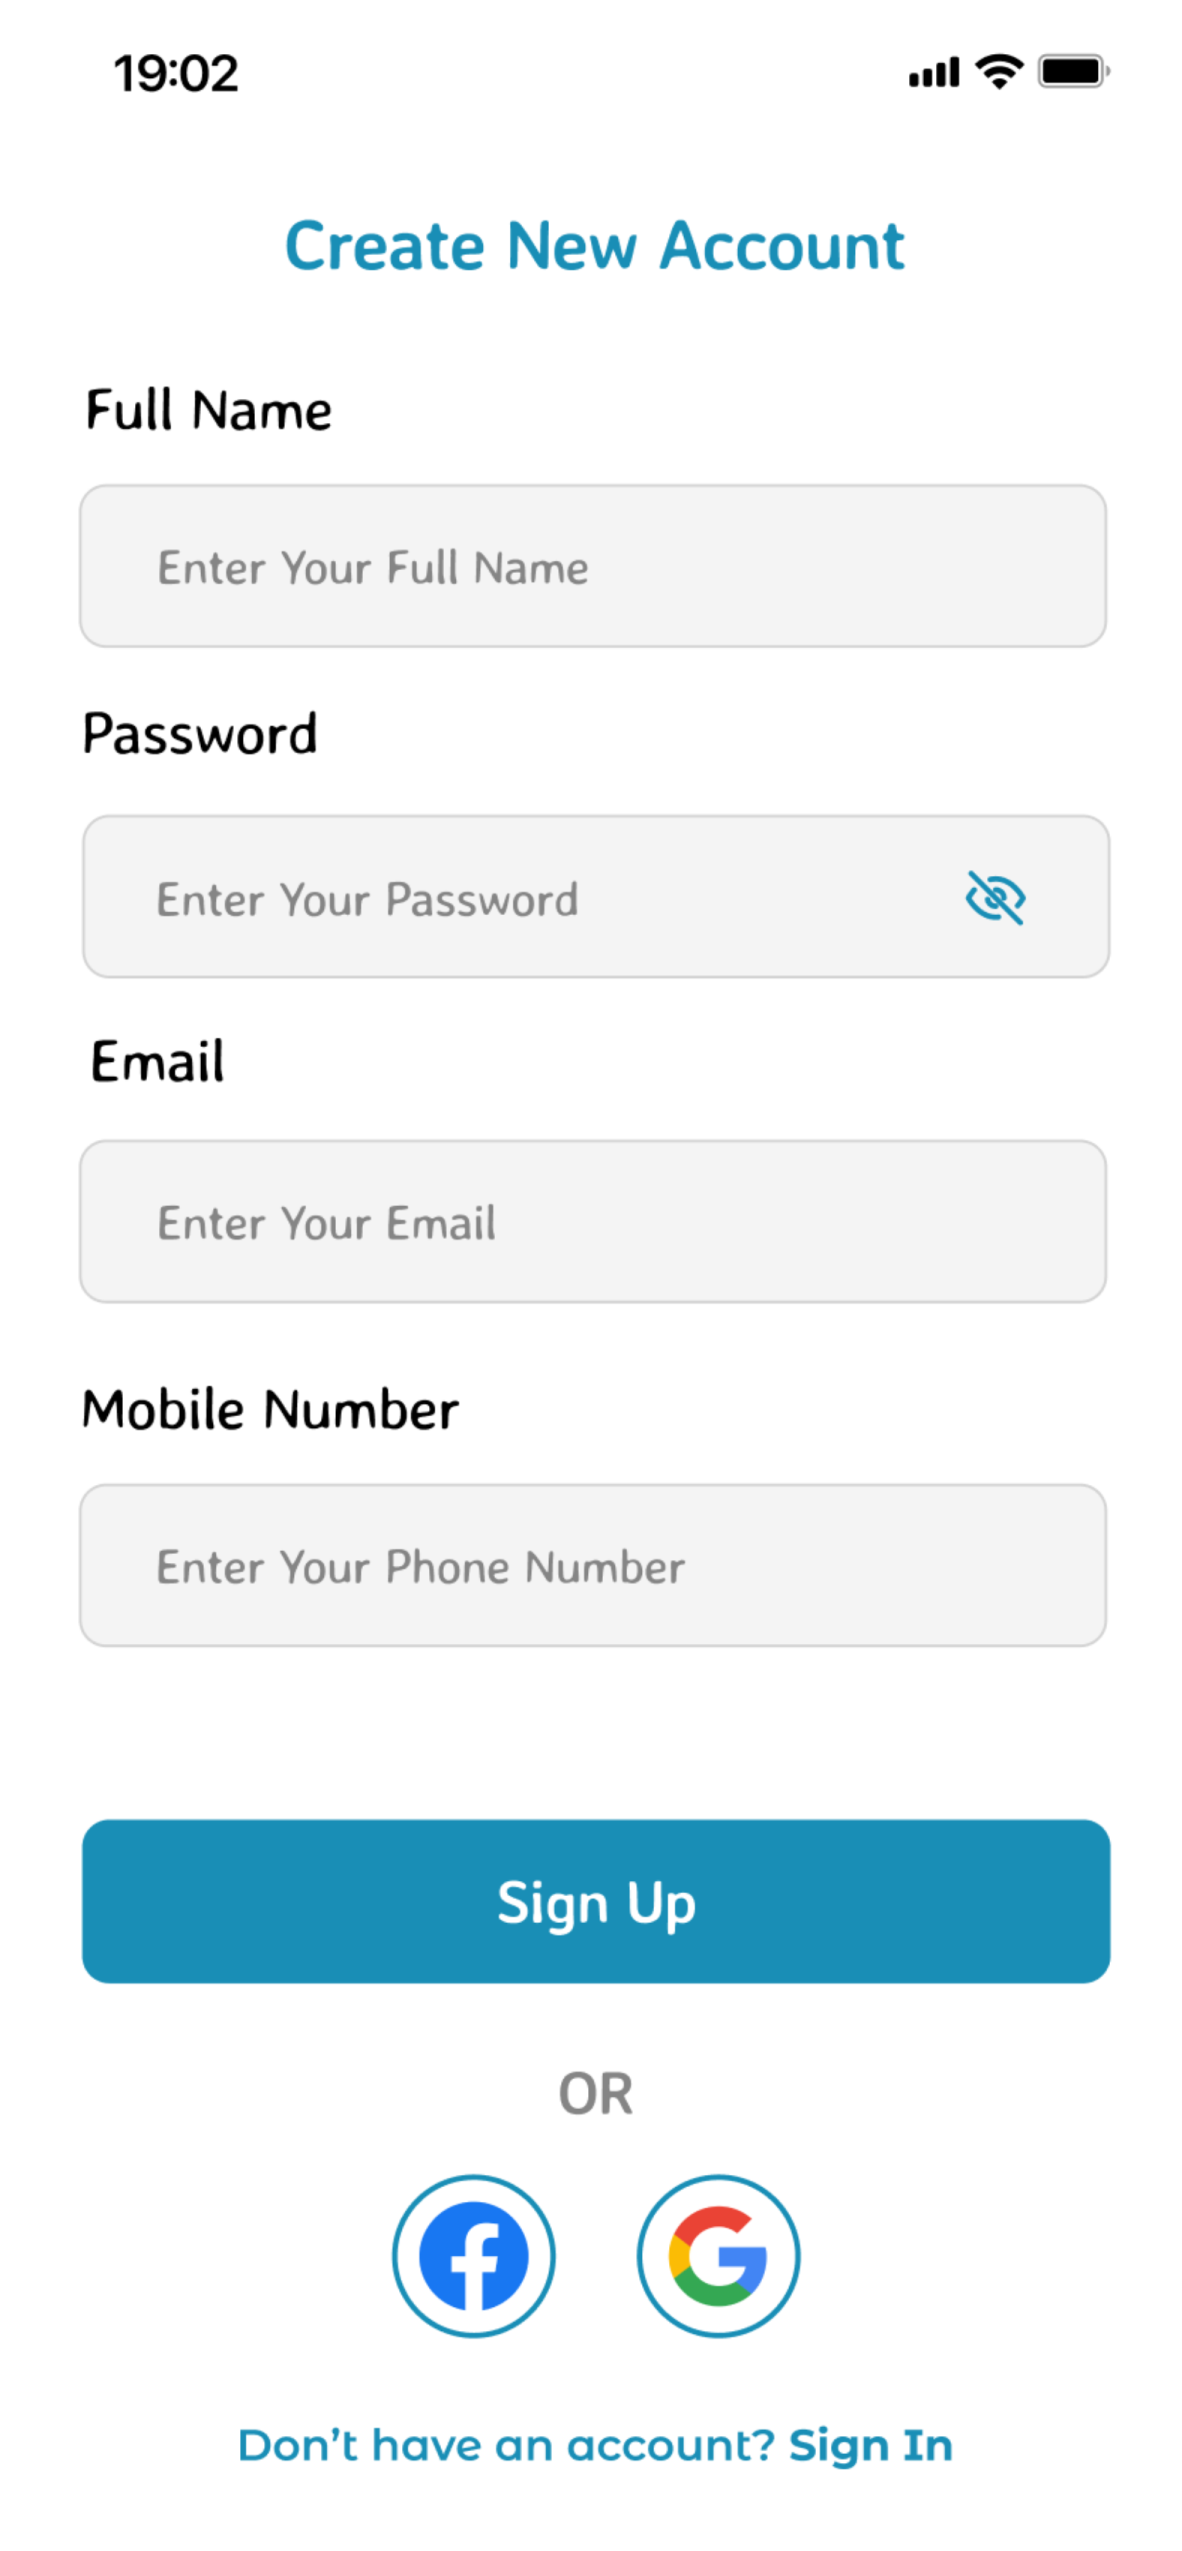 19:02
Create New Account
Full Name
Enter Your Full Name
Password
Enter Your Password
Email
Enter Your Email
Mobile Number
Enter Your Phone Number
Sign Up
OR
Don’t have an account? Sign In